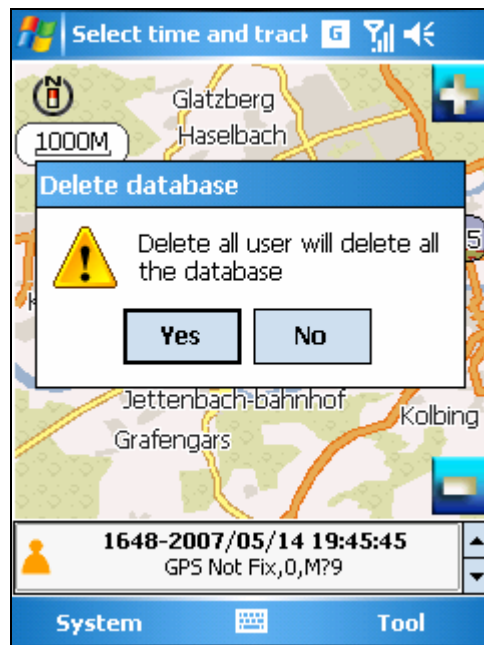 Select time and track
G
Glatzberg
Haselbach
1000M
Delete database
Delete all user will delete all
the database
5
Yes
No
Jettenbach-bahnhof
Kolbing
Grafengars
1648-2007/05/14 19:45:45
GPS Not Fix,0,M?9
System
Tool